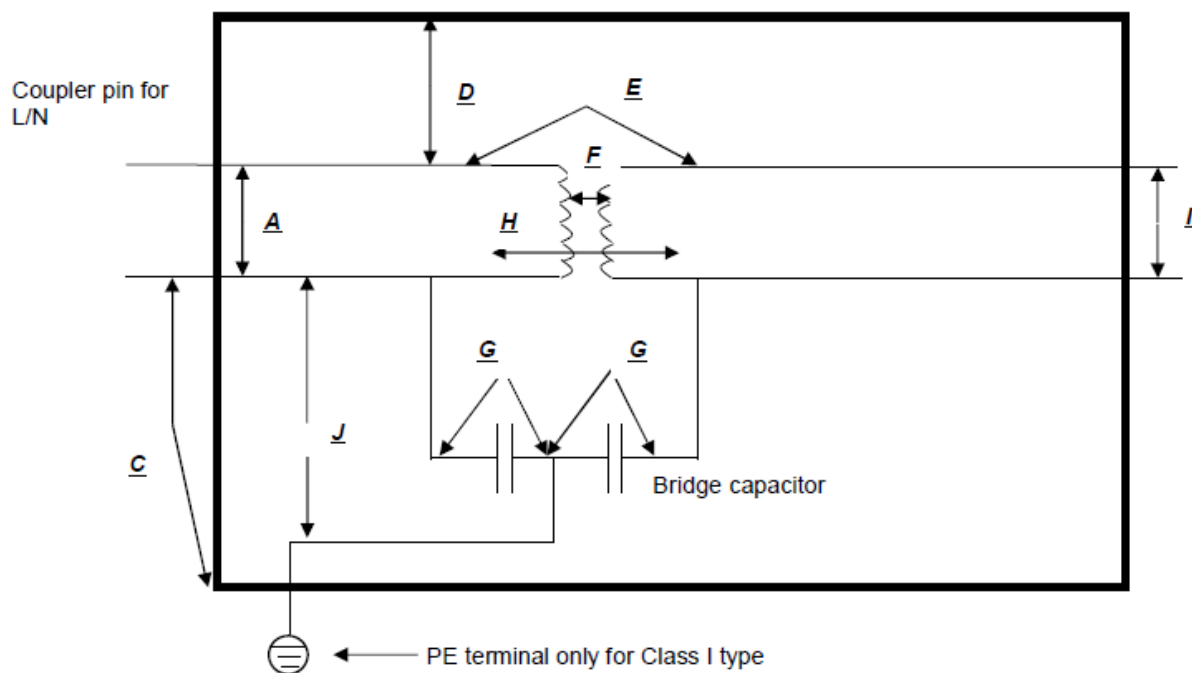 Coupler pin for
L/N
D
E
F
A
H
I
G
G
J
C
Bridge capacitor
PE terminal only for Class I type